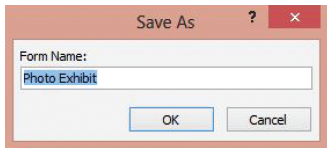 Save As ? ×
Form Name:
Photo Exhibit
OK Cancel